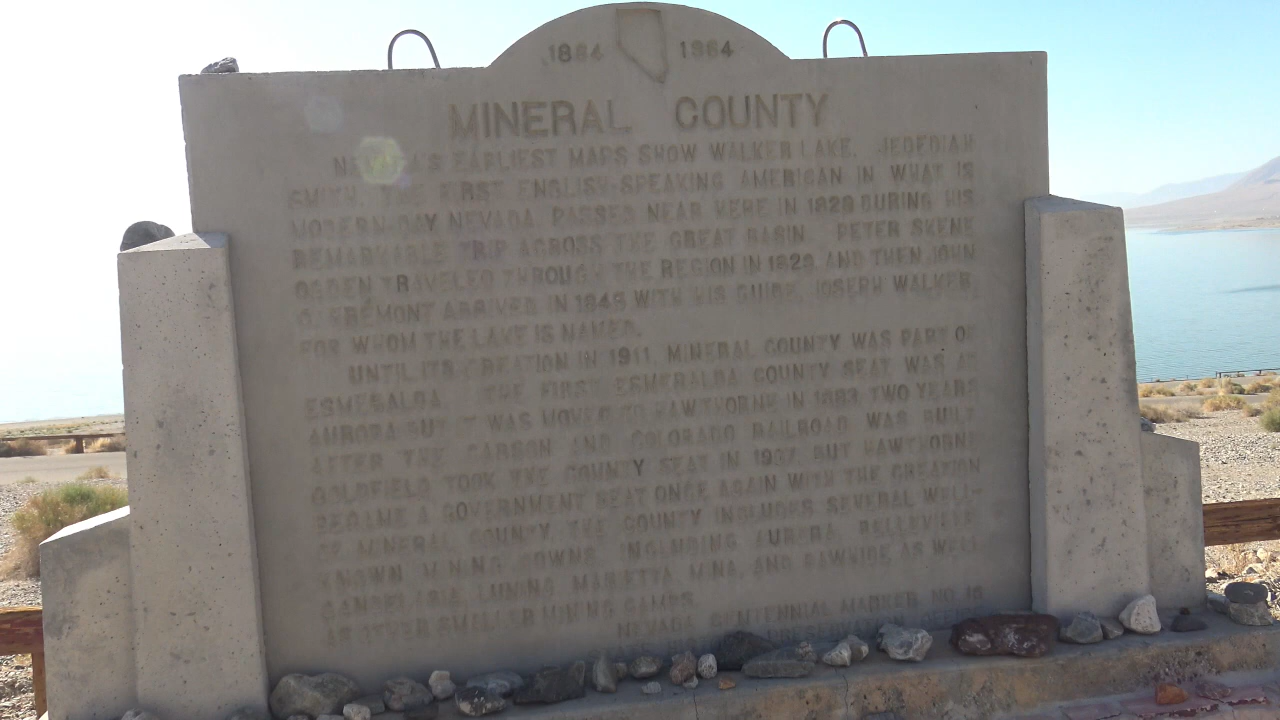 1864 1964
MINERAL COUNTY
NEVADA'S EARLIEST MAPS SHOW WALKER LAKE. JEDEDIAH
SMITH, THE FIRST ENGLISH-SPEAKING AMERICAN IN WHAT IS
MODERN-DAY NEVADA, PASSED NEAR HERE IN 1826 DURING HIS
REMARKABLE TRIP ACROSS THE GREAT BASIN. PETER SKENE
OGDEN TRAVELED THROUGH THE REGION IN 1829 AND THEN JOHN
C. FRÉMONT ARRIVED IN 1845 WITH HIS GUIDE, JOSEPH WALKER,
FOR WHOM THE LAKE IS NAMED.
UNTIL ITS CREATION IN 1911, MINERAL COUNTY WAS PART OF
ESMERALDA. THE FIRST ESMERALDA COUNTY SEAT WAS AT
AURORA BUT IT WAS MOVED TO HAWTHORNE IN 1883 TWO YEARS
AFTER THE CARSON AND COLORADO RAILROAD WAS BUILT.
GOLDFIELD TOOK THE COUNTY SEAT IN 1907 BUT HAWTHORNE
BECAME A GOVERNMENT SEAT ONCE AGAIN WITH THE CREATION
OF MINERAL COUNTY. THE COUNTY INCLUDES SEVERAL WELL-
KNOWN MINING TOWNS, INCLUDING AURORA, BELLEVILLE,
CANDELARIA, LUNING, MARIETTA, MINA, AND RAWHIDE AS WELL
AS OTHER SMALLER MINING CAMPS.
NEVADA CENTENNIAL MARKER NO 16